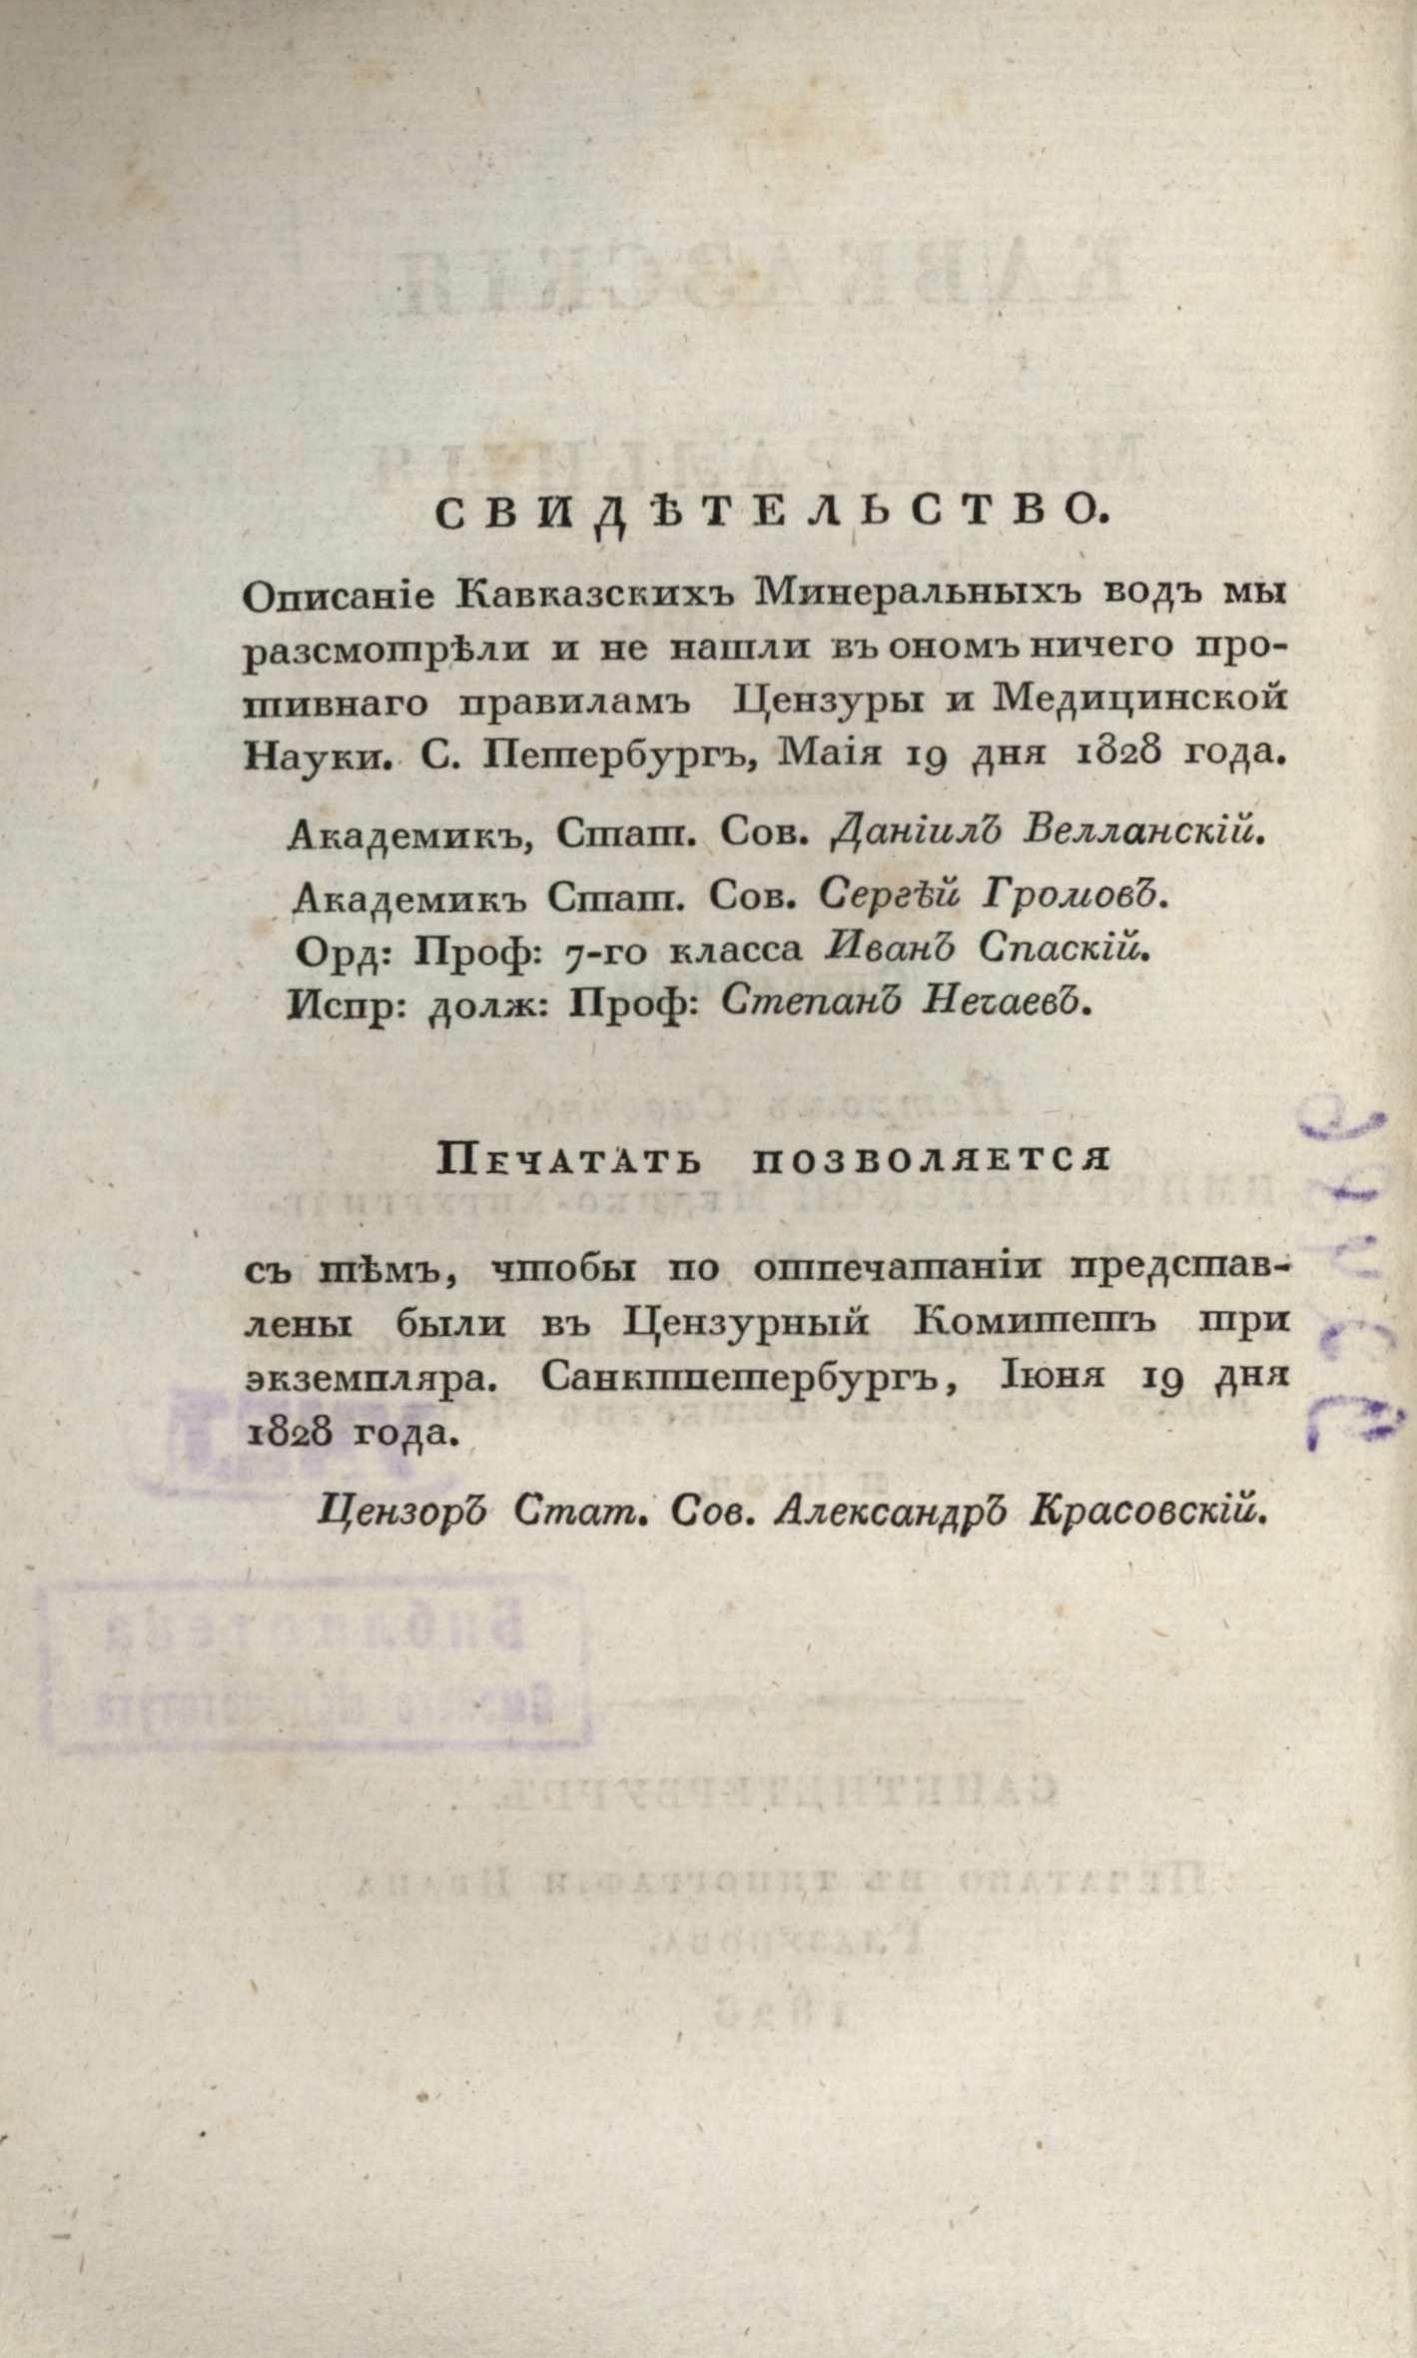 СВИДѢТЕЛЬСТВО.
Описаніе Кавказскихъ Минеральныхъ водъ мы
разсмотрѣли и не нашли въ ономъ ничего про-
тивнаго правиламъ Цензуры и Медицинской
Науки. С. Петербургъ, Маія 19 дня 1828 года.
Академикъ, Стат. Сов. Даніилъ Велланскій.
Академикъ Стат. Сов. Сергѣй Громовъ.
Орд: Проф: 7-го класса Иванъ Спаскій.
Испр: долж: Проф: Степанъ Нечаевъ.
Печатать позволяется
съ тѣмъ, чтобы по отпечатаніи представ-
лены были въ Цензурный Комитетъ три
экземпляра. Санктпетербургъ, Іюня 19 дня
1828 года.
Цензоръ Стат. Сов. Александръ Красовскій.